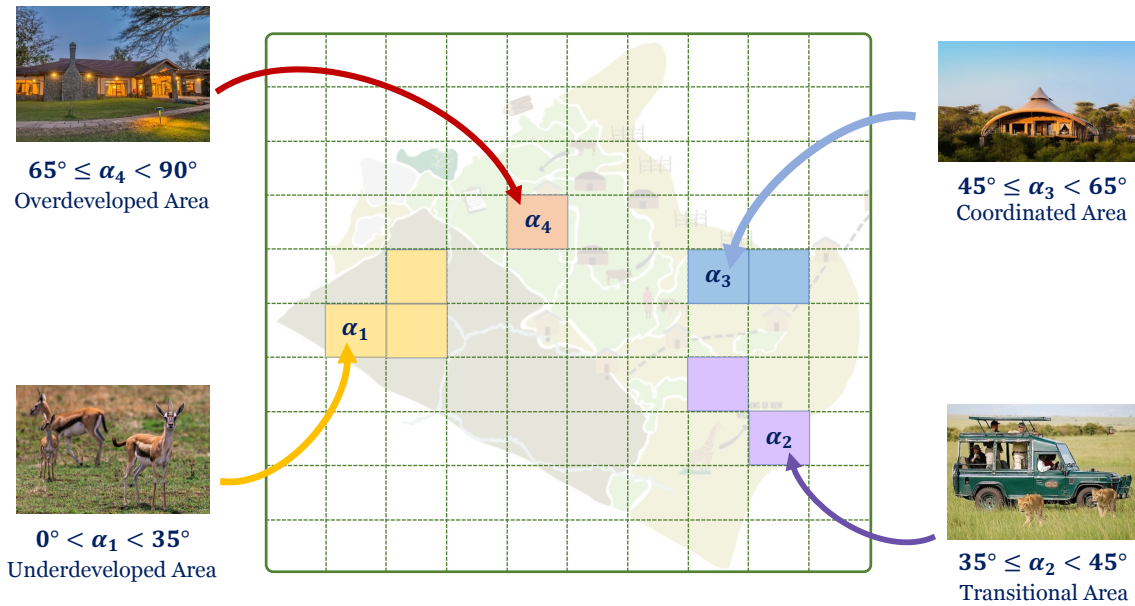 65° ≤ α₄ < 90°
Overdeveloped Area
45° ≤ α₃ < 65°
Coordinated Area
α₄
α₃
α₁
α₂
0° < α₁ < 35°
Underdeveloped Area
35° ≤ α₂ < 45°
Transitional Area